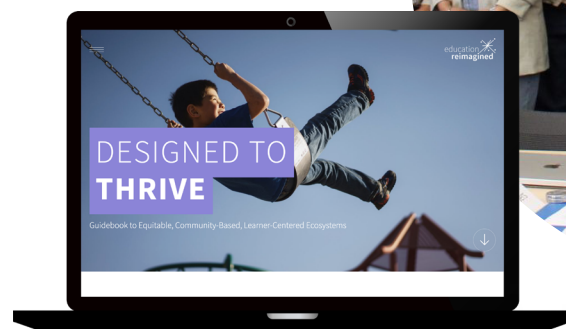 education
reimagined
DESIGNED TO
THRIVE
Guidebook to Equitable, Community-Based, Learner-Centered Ecosystems